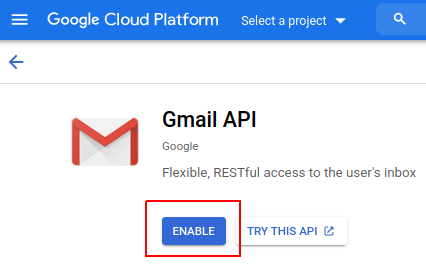 Google Cloud Platform Select a project
Gmail API
Google
Flexible, RESTful access to the user's inbox
ENABLE TRY THIS API